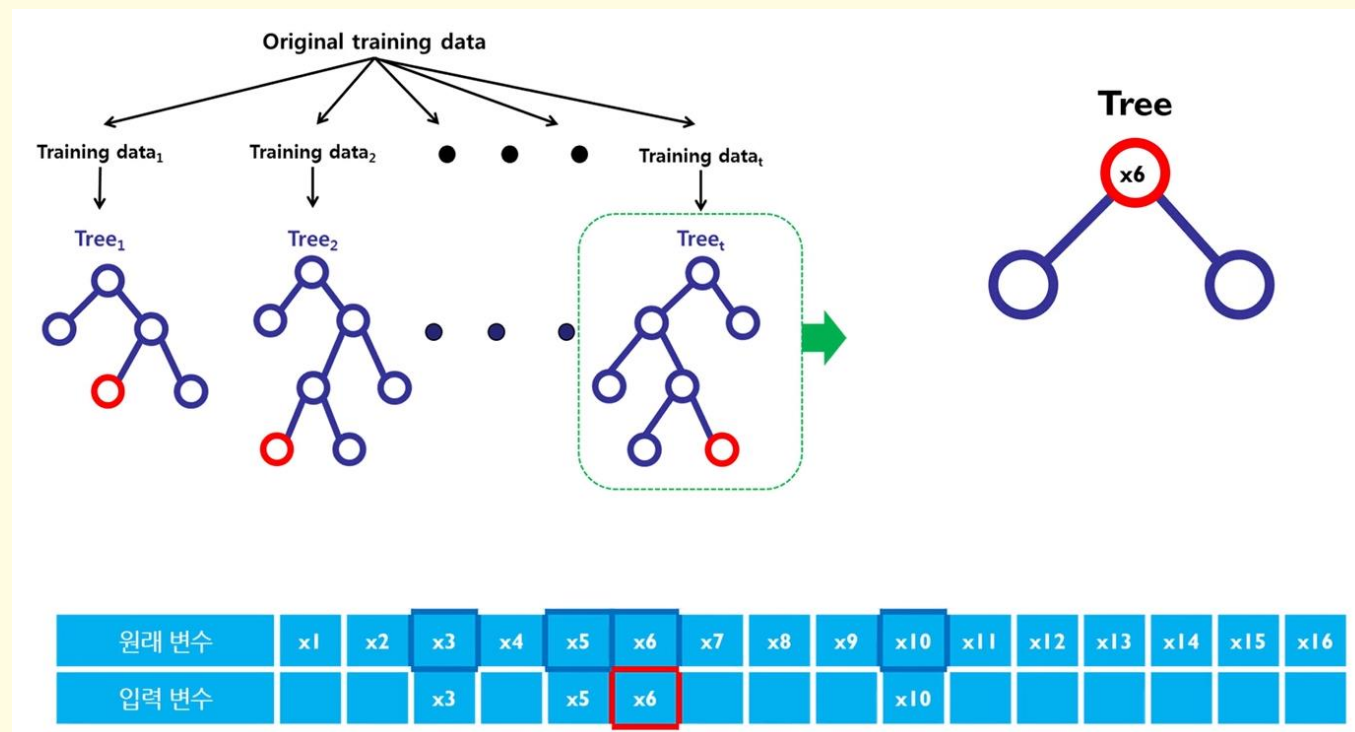 Original training data
Training data₁ Training data₂ Training dataₜ
Tree₁ Tree₂ Treeₜ
Tree
x6
원래 변수 x1 x2 x3 x4 x5 x6 x7 x8 x9 x10 x11 x12 x13 x14 x15 x16
입력 변수 x3 x5 x6 x10